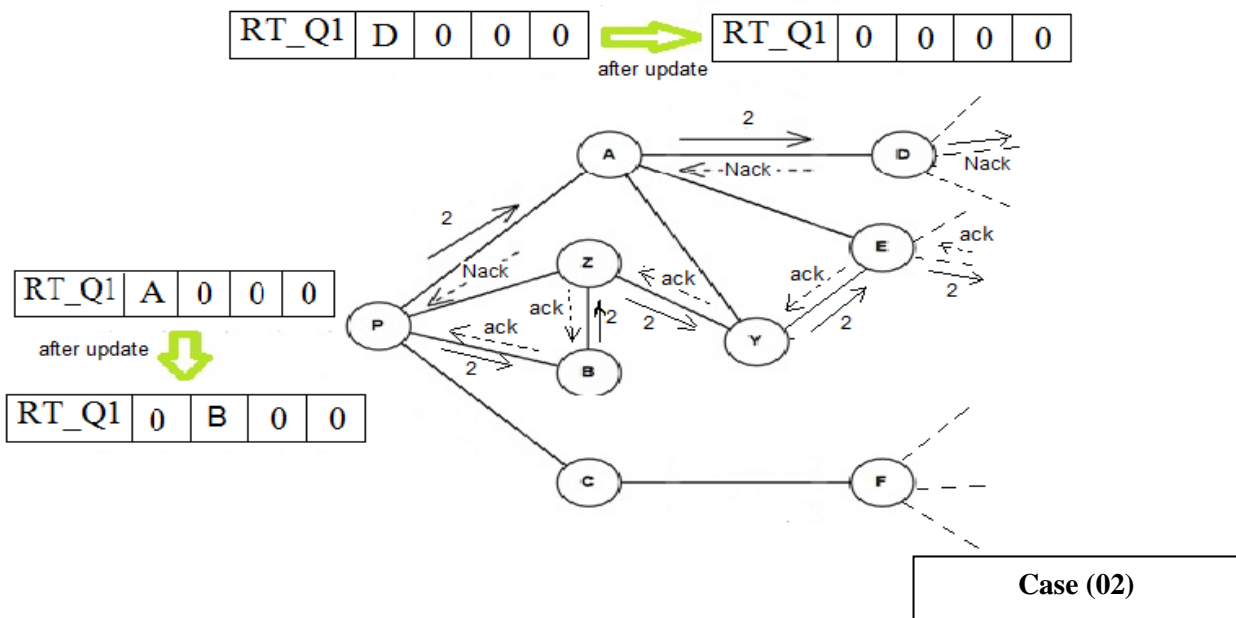 RT_Q1 D 0 0 0
after update
RT_Q1 0 0 0 0
2
A
D
Nack
Nack
2
Nack
Z
E
ack
ack
ack
ack
2
RT_Q1 A 0 0 0
after update
P
ack
2
2
2
Y
2
B
RT_Q1 0 B 0 0
C
F
Case (02)